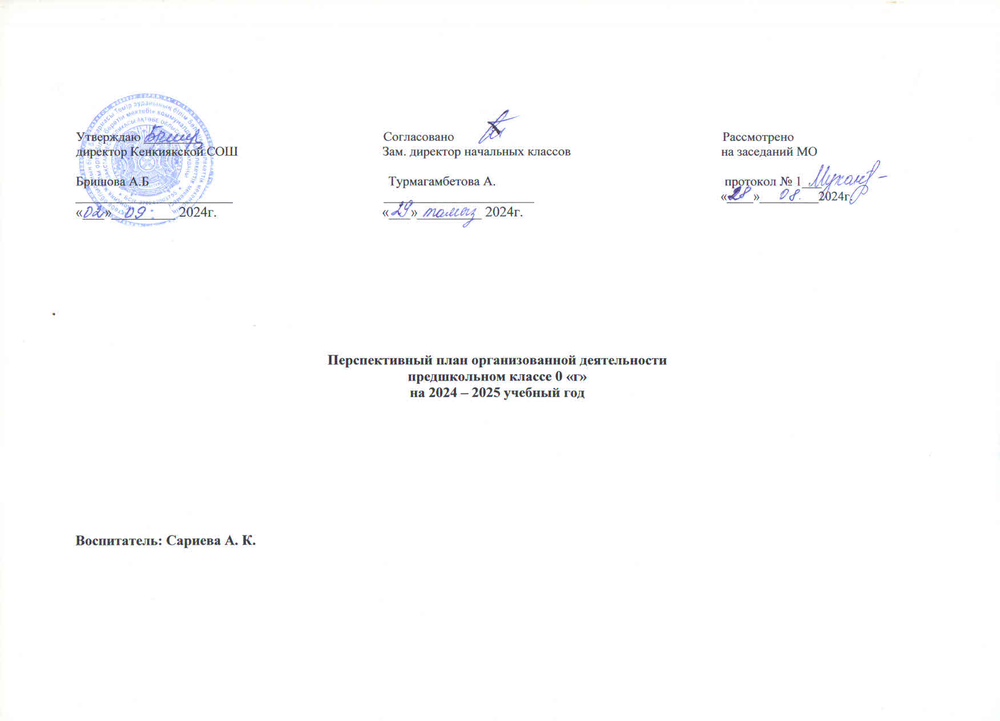 Утверждаю
директор Кенкиякской СОШ
Бришова А.Б
«02» 09. 2024г.
Согласовано
Зам. директор начальных классов
Турмагамбетова А.
«29» тамыз 2024г.
Рассмотрено
на заседаний МО
протокол № 1
«28» 08. 2024г.
Перспективный план организованной деятельности
предшкольном классе 0 «г»
на 2024 – 2025 учебный год
Воспитатель: Сариева А. К.